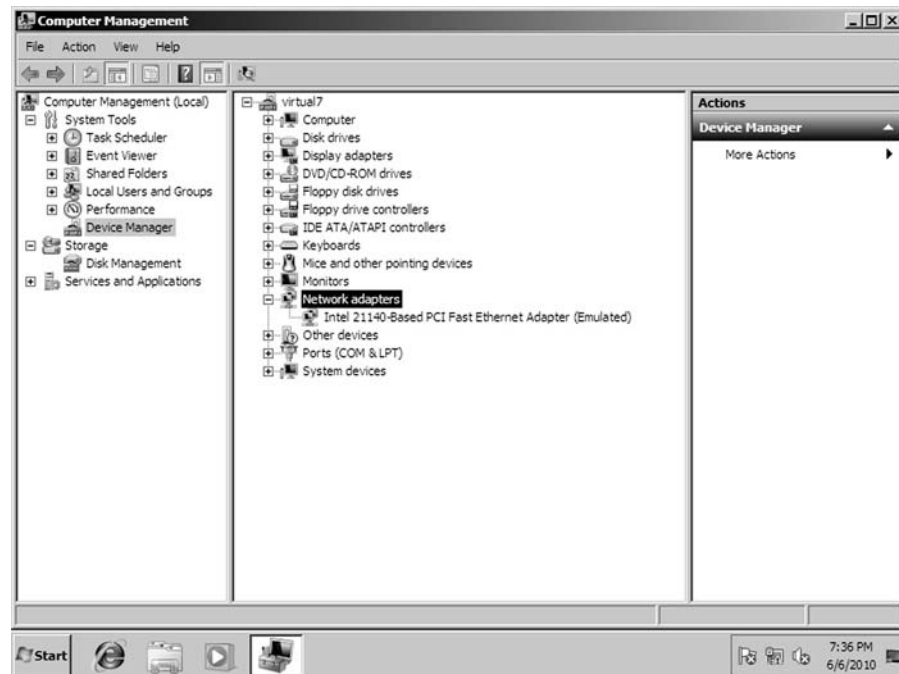 Computer Management
File Action View Help
Computer Management (Local)
System Tools
Task Scheduler
Event Viewer
Shared Folders
Local Users and Groups
Performance
Device Manager
Storage
Disk Management
Services and Applications
virtual7
Computer
Disk drives
Display adapters
DVD/CD-ROM drives
Floppy disk drives
Floppy drive controllers
IDE ATA/ATAPI controllers
Keyboards
Mice and other pointing devices
Monitors
Network adapters
Intel 21140-Based PCI Fast Ethernet Adapter (Emulated)
Other devices
Ports (COM & LPT)
System devices
Actions
Device Manager
More Actions
Start
7:36 PM
6/6/2010